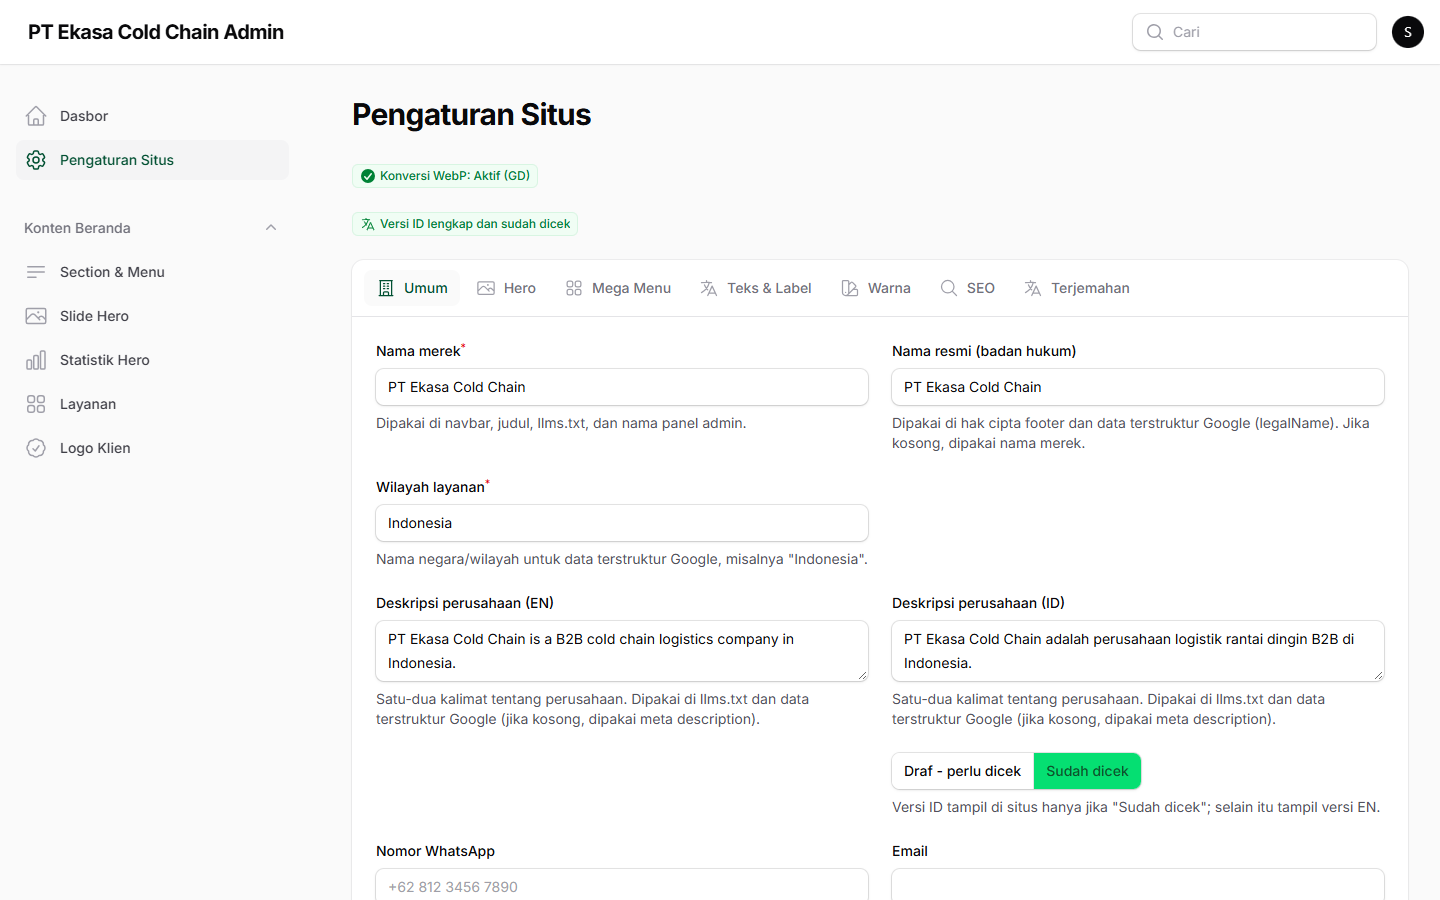 PT Ekasa Cold Chain Admin
Cari
S
Dasbor
Pengaturan Situs
Konten Beranda
Section & Menu
Slide Hero
Statistik Hero
Layanan
Logo Klien
Pengaturan Situs
Konversi WebP: Aktif (GD)
Versi ID lengkap dan sudah dicek
Umum
Hero
Mega Menu
Teks & Label
Warna
SEO
Terjemahan
Nama merek*
PT Ekasa Cold Chain
Dipakai di navbar, judul, llms.txt, dan nama panel admin.
Nama resmi (badan hukum)
PT Ekasa Cold Chain
Dipakai di hak cipta footer dan data terstruktur Google (legalName). Jika
kosong, dipakai nama merek.
Wilayah layanan*
Indonesia
Nama negara/wilayah untuk data terstruktur Google, misalnya "Indonesia".
Deskripsi perusahaan (EN)
PT Ekasa Cold Chain is a B2B cold chain logistics company in
Indonesia.
Satu-dua kalimat tentang perusahaan. Dipakai di llms.txt dan data
terstruktur Google (jika kosong, dipakai meta description).
Deskripsi perusahaan (ID)
PT Ekasa Cold Chain adalah perusahaan logistik rantai dingin B2B di
Indonesia.
Satu-dua kalimat tentang perusahaan. Dipakai di llms.txt dan data
terstruktur Google (jika kosong, dipakai meta description).
Draf - perlu dicek
Sudah dicek
Versi ID tampil di situs hanya jika "Sudah dicek"; selain itu tampil versi EN.
Nomor WhatsApp
+62 812 3456 7890
Email